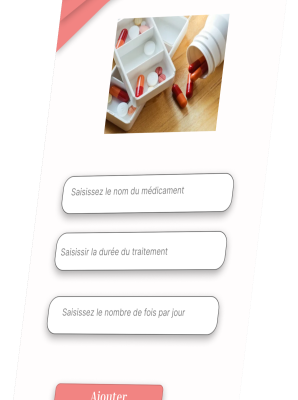 Saisissez le nom du médicament
Saisissir la durée du traitement
Saisissez le nombre de fois par jour
Ajouter